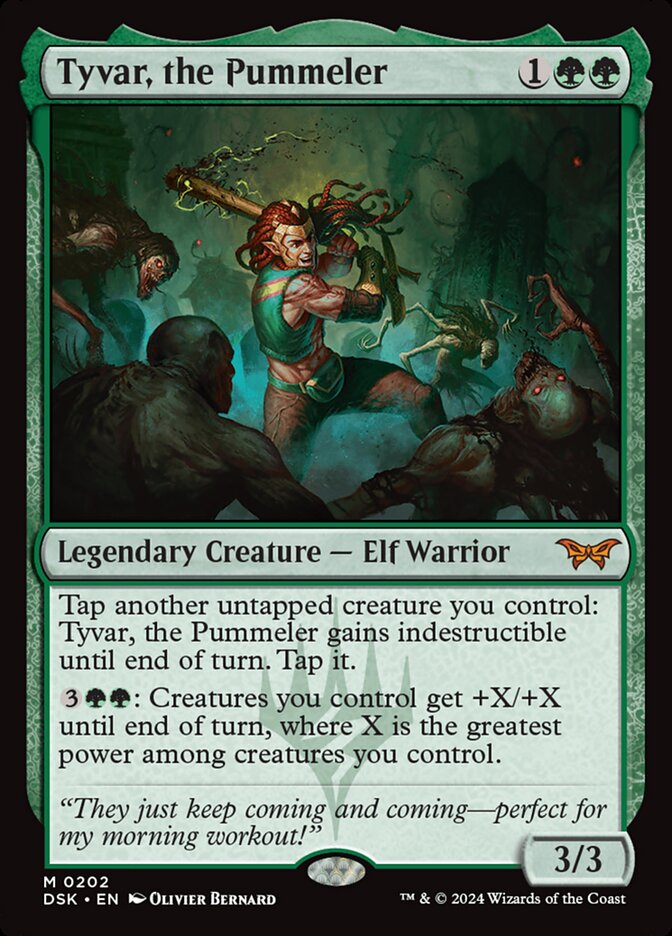 Tyvar, the Pummeler 1
Legendary Creature — Elf Warrior
Tap another untapped creature you control:
Tyvar, the Pummeler gains indestructible
until end of turn. Tap it.
3: Creatures you control get +X/+X
until end of turn, where X is the greatest
power among creatures you control.
“They just keep coming and coming—perfect for
my morning workout!”
3/3
M 0202
DSK • EN Olivier Bernard
™ & © 2024 Wizards of the Coast